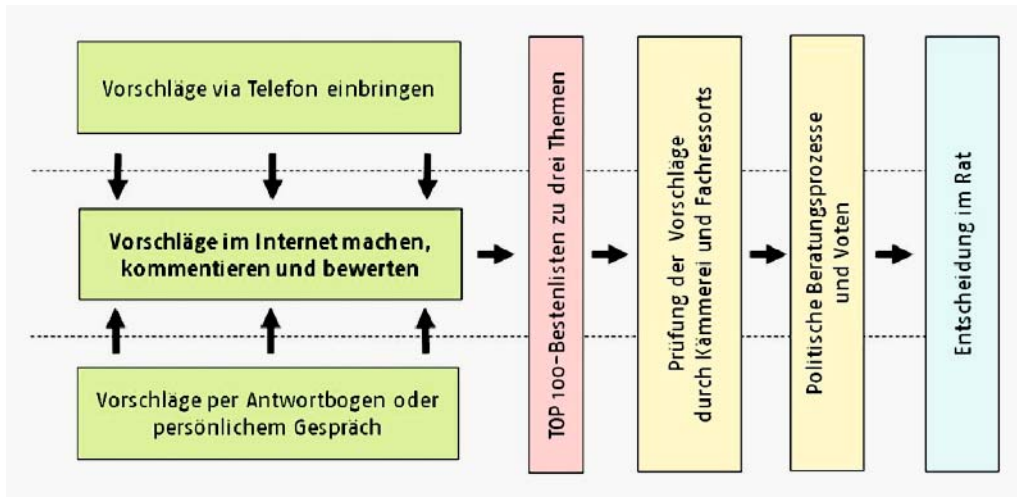 Vorschläge via Telefon einbringen
Vorschläge im Internet machen,
kommentieren und bewerten
Vorschläge per Antwortbogen oder
persönlichem Gespräch
TOP 100-Bestenlisten zu drei Themen
Prüfung der Vorschläge
durch Kämmerei und Fachressorts
Politische Beratungsprozesse
und Voten
Entscheidung im Rat